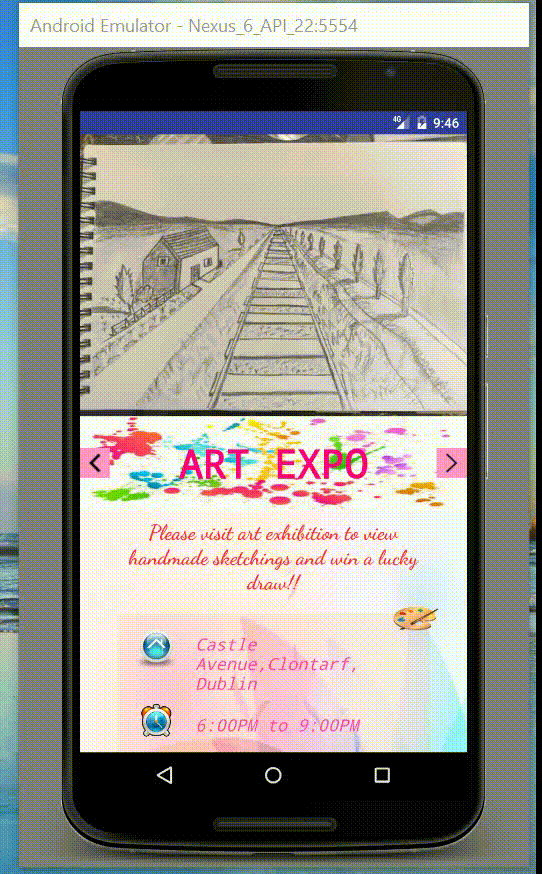 Android Emulator - Nexus_6_API_22:5554
4G 9:46
ART EXPO
Please visit art exhibition to view
handmade sketchings and win a lucky
draw!!
Castle
Avenue,Clontarf,
Dublin
6:00PM to 9:00PM